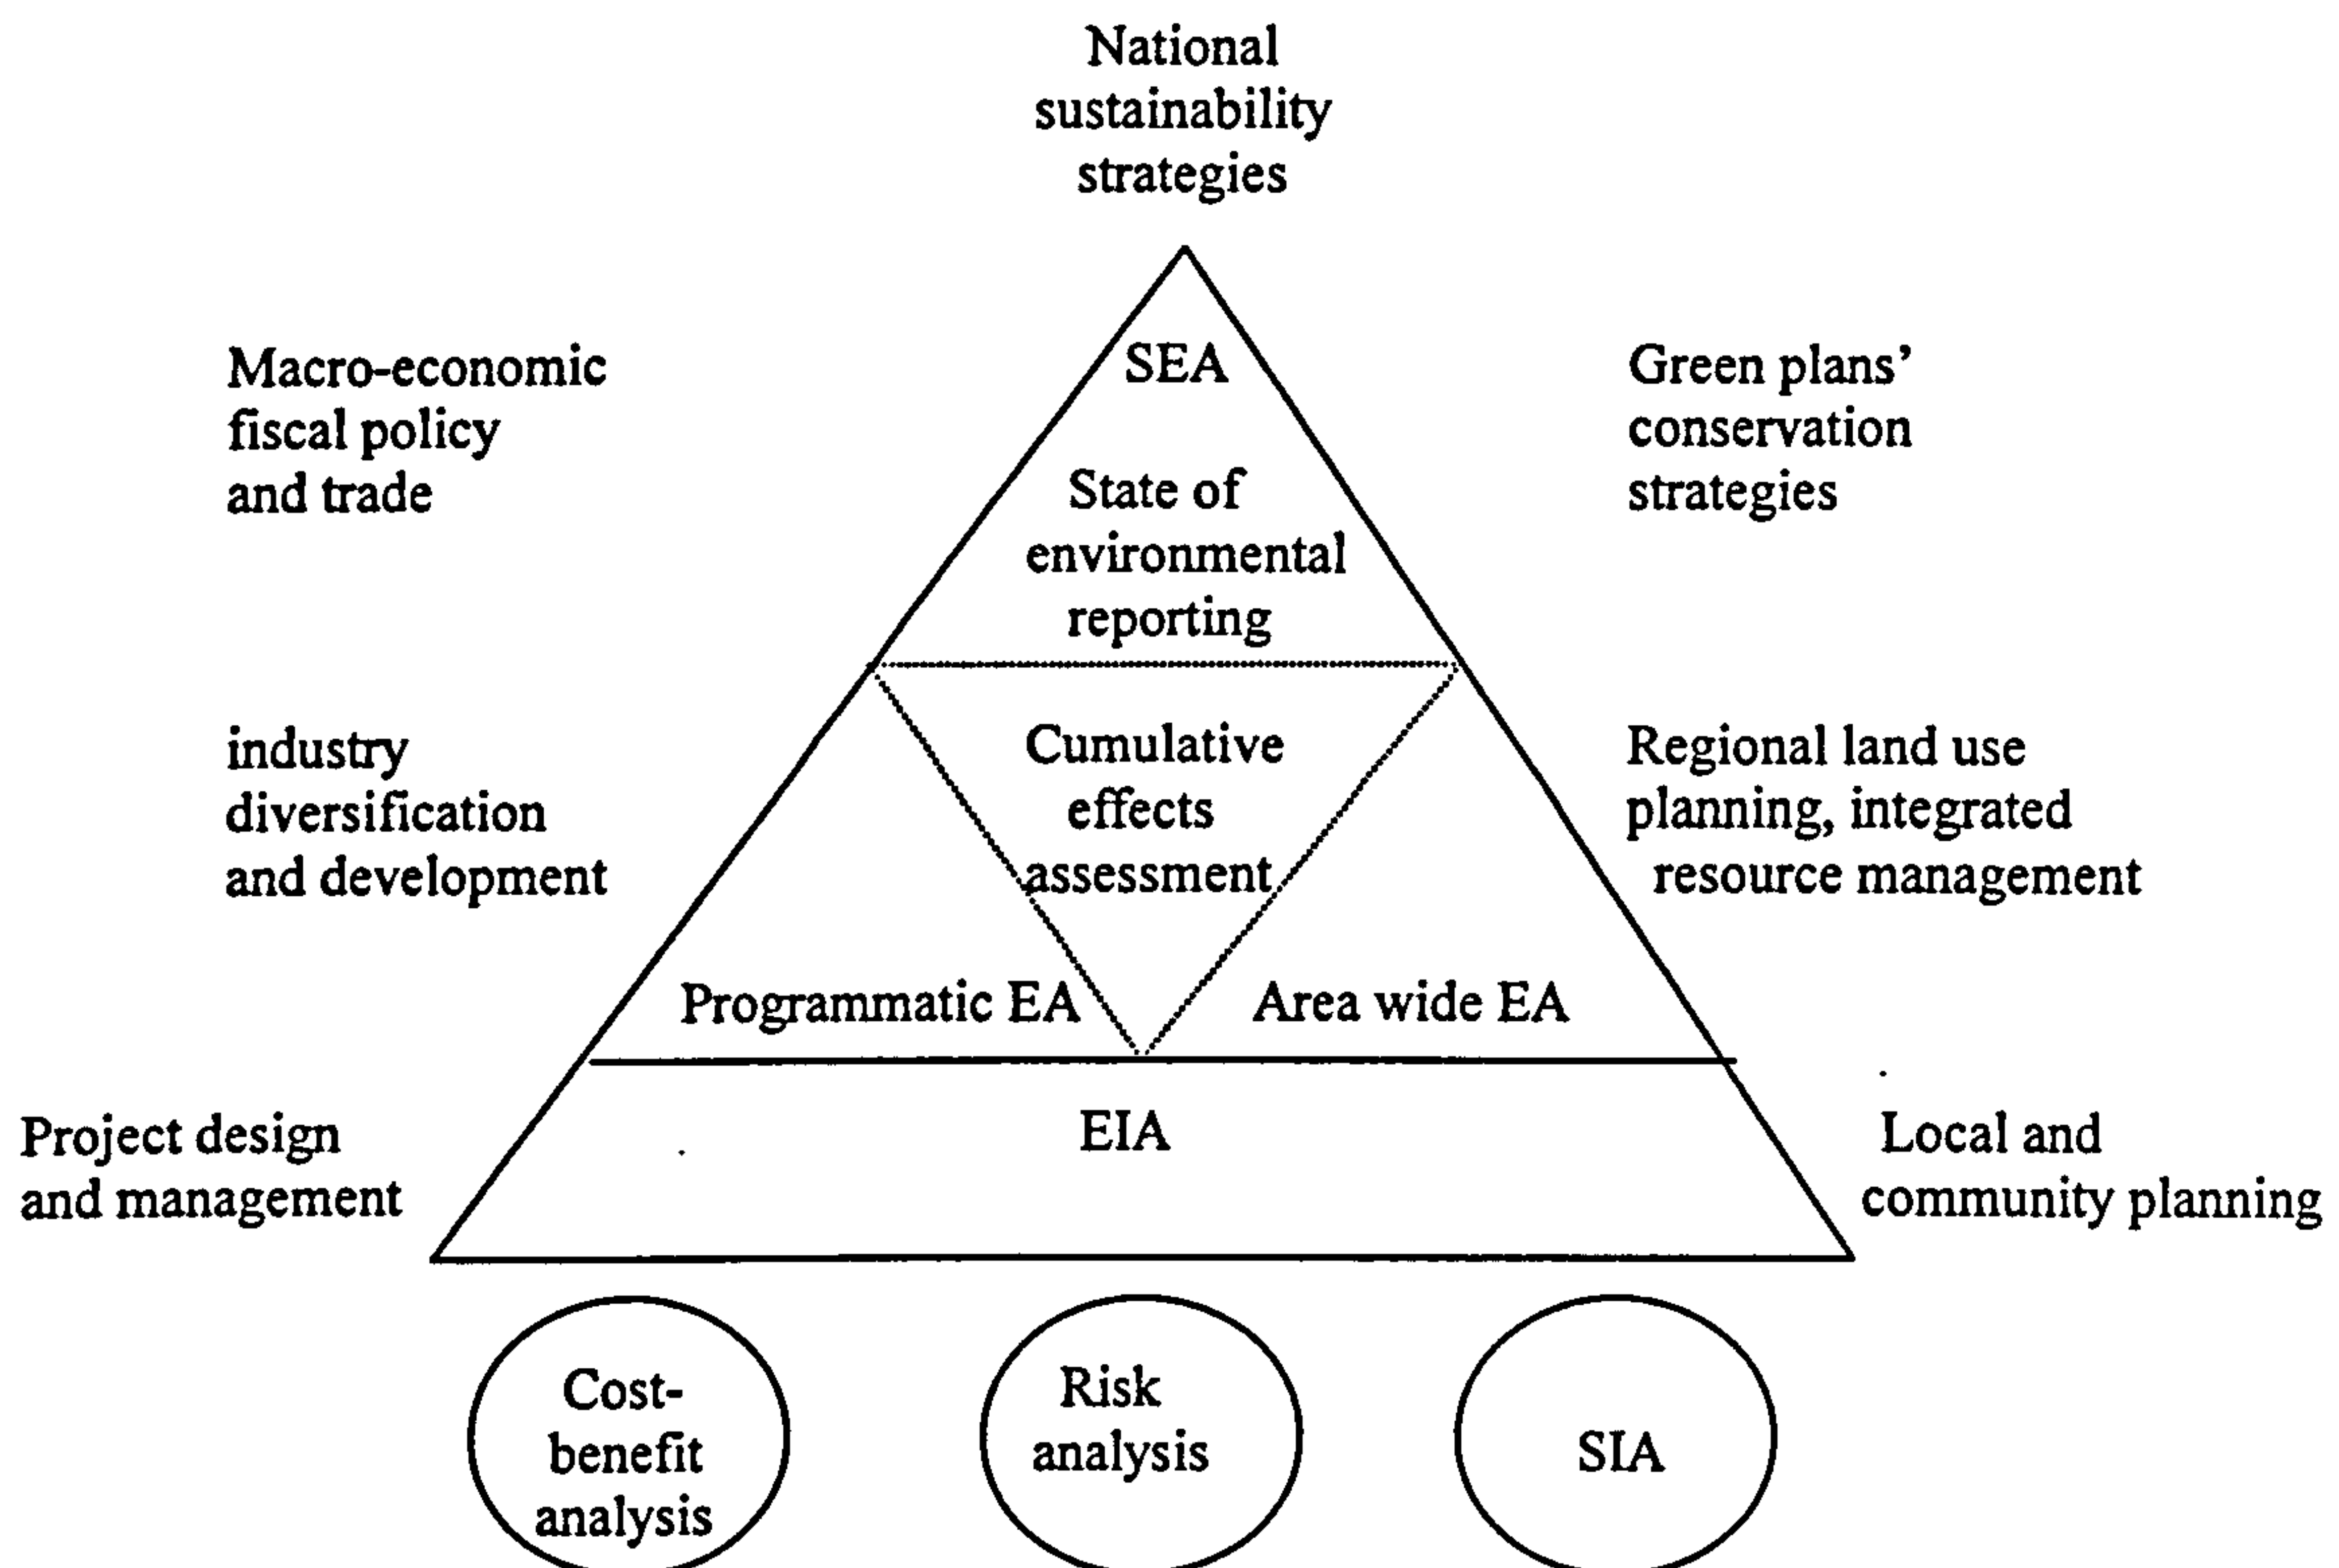 National
sustainability
strategies
SEA
Macro-economic
fiscal policy
and trade
Green plans’
conservation
strategies
State of
environmental
reporting
industry
diversification
and development
Cumulative
effects
assessment
Regional land use
planning, integrated
resource management
Programmatic EA
Area wide EA
Project design
and management
EIA
Local and
community planning
Cost-
benefit
analysis
Risk
analysis
SIA